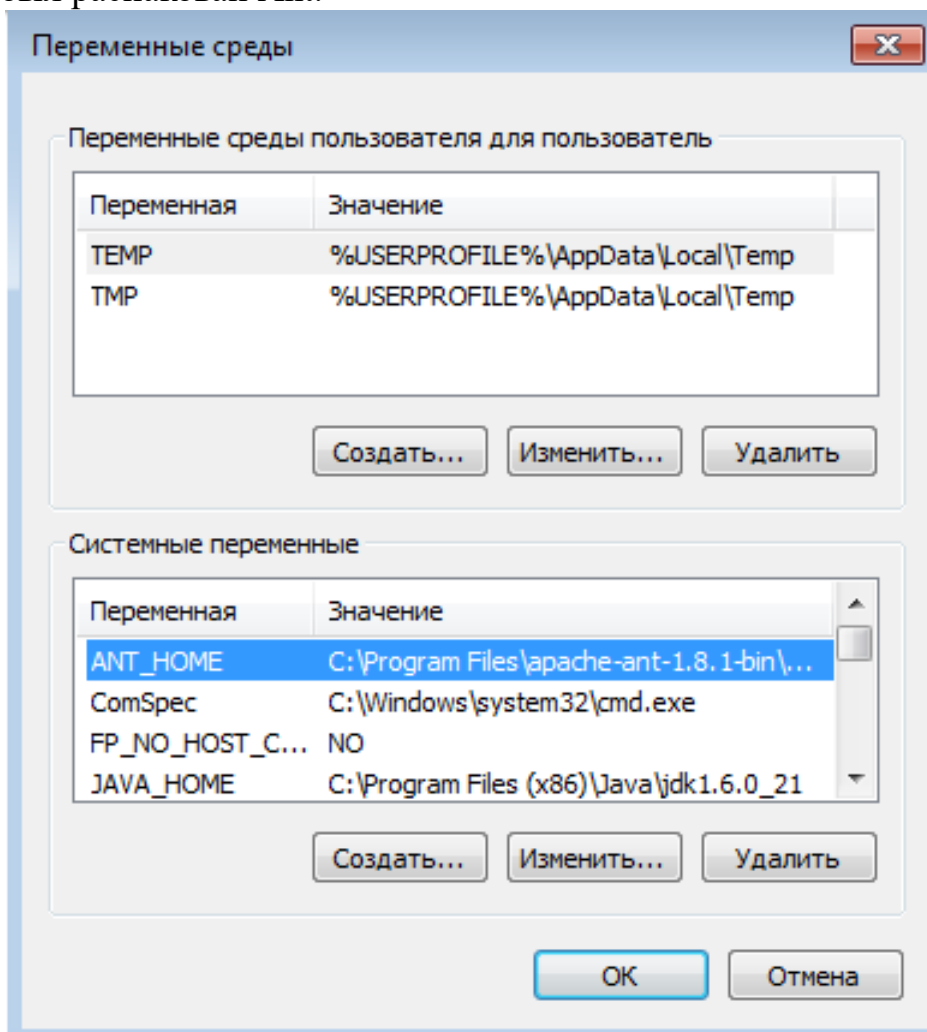 Переменные среды
Переменные среды пользователя для пользователь
Переменная Значение
TEMP %USERPROFILE%\AppData\Local\Temp
TMP %USERPROFILE%\AppData\Local\Temp
Создать... Изменить... Удалить
Системные переменные
Переменная Значение
ANT_HOME C:\Program Files\apache-ant-1.8.1-bin\...
ComSpec C:\Windows\system32\cmd.exe
FP_NO_HOST_C... NO
JAVA_HOME C:\Program Files (x86)\Java\jdk1.6.0_21
Создать... Изменить... Удалить
ОК Отмена